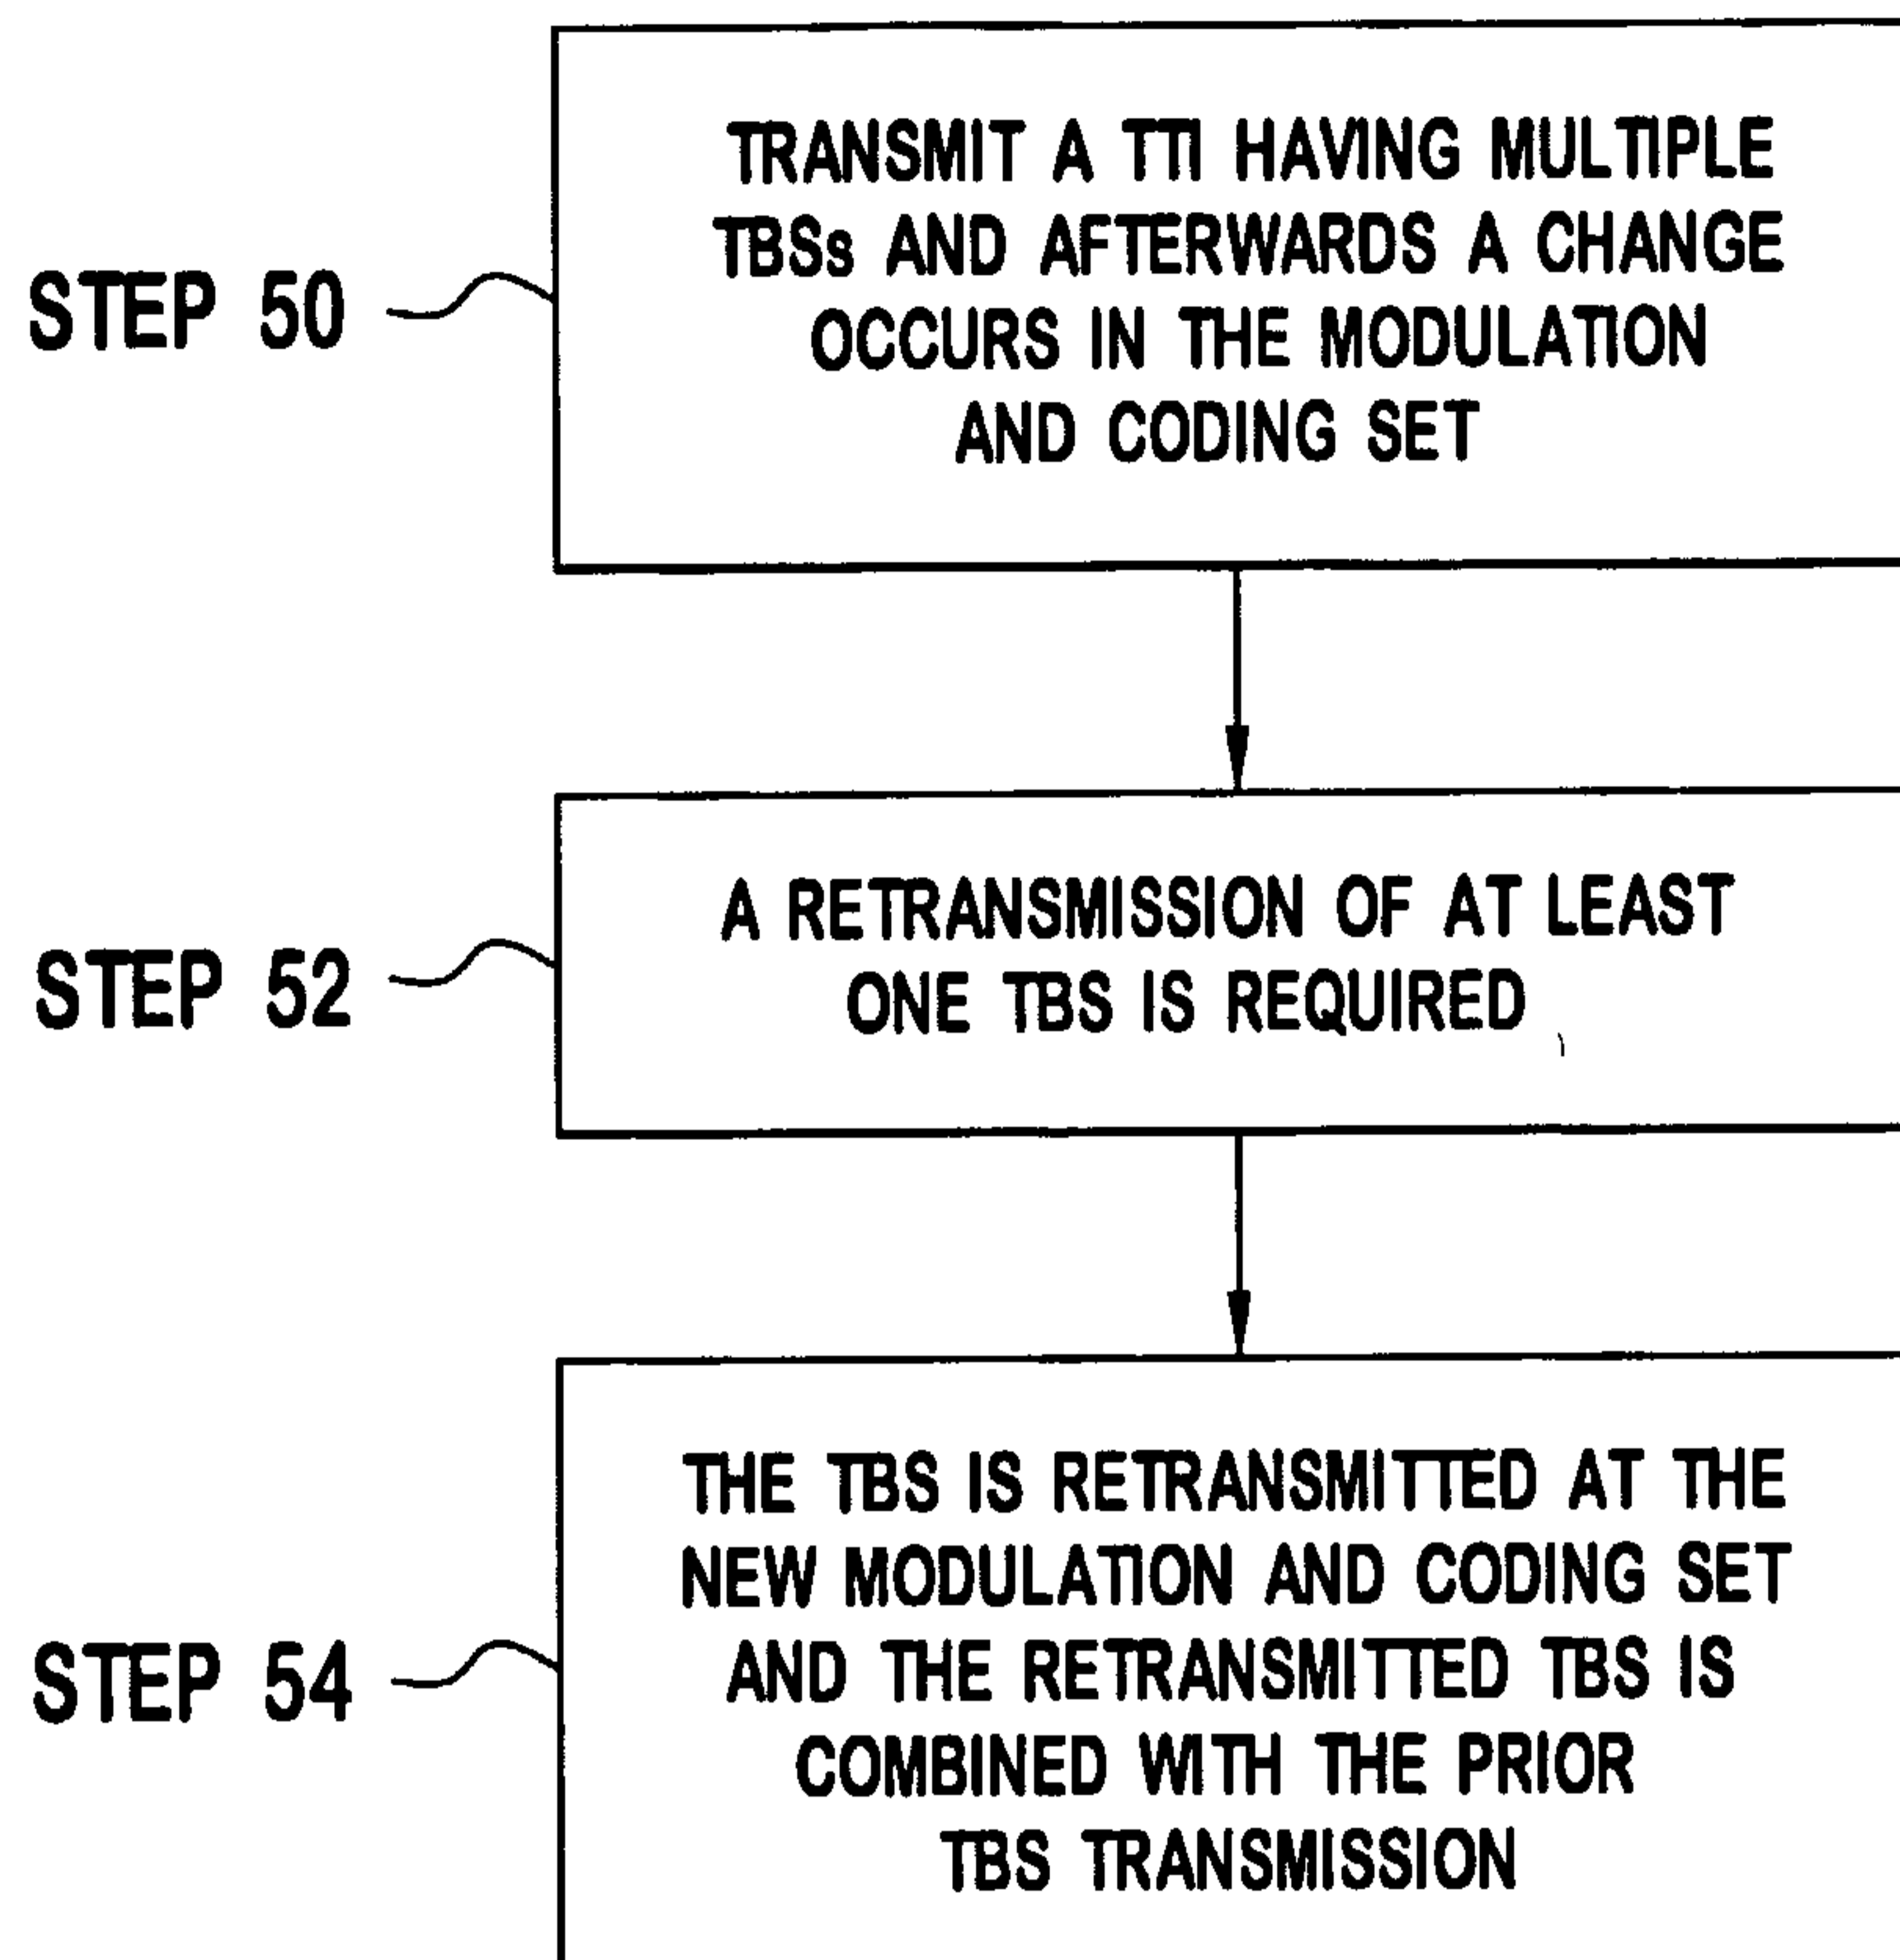 STEP 50
TRANSMIT A TTI HAVING MULTIPLE
TBSs AND AFTERWARDS A CHANGE
OCCURS IN THE MODULATION
AND CODING SET
STEP 52
A RETRANSMISSION OF AT LEAST
ONE TBS IS REQUIRED
STEP 54
THE TBS IS RETRANSMITTED AT THE
NEW MODULATION AND CODING SET
AND THE RETRANSMITTED TBS IS
COMBINED WITH THE PRIOR
TBS TRANSMISSION